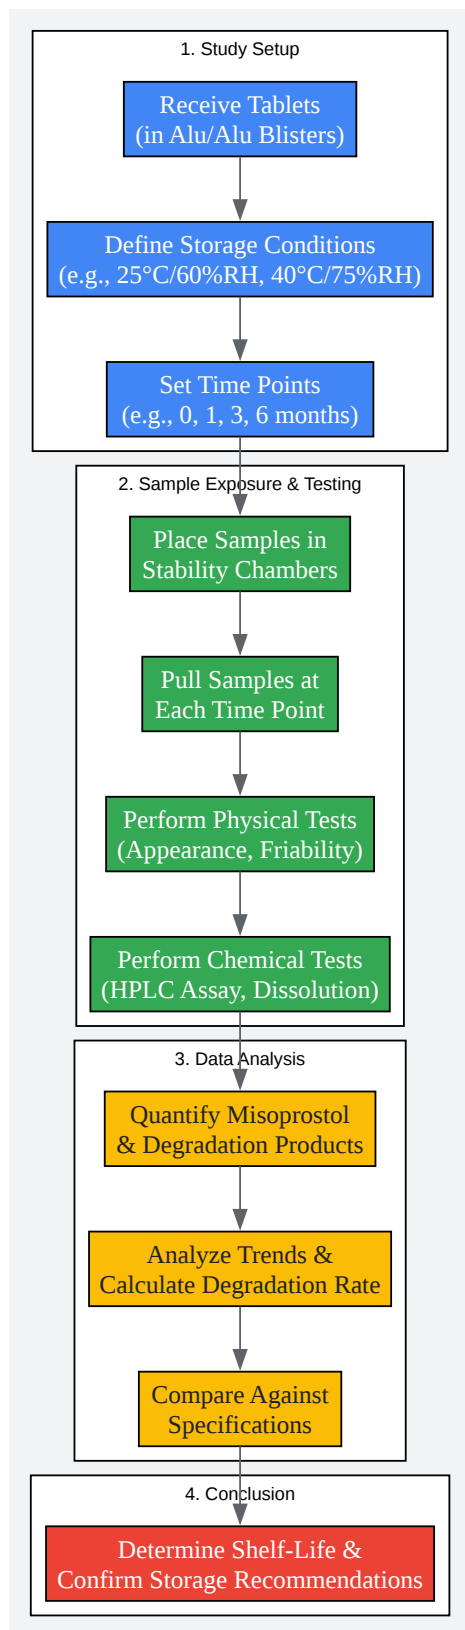 1. Study Setup
Receive Tablets
(in Alu/Alu Blisters)
Define Storage Conditions
(e.g., 25°C/60%RH, 40°C/75%RH)
Set Time Points
(e.g., 0, 1, 3, 6 months)
2. Sample Exposure & Testing
Place Samples in
Stability Chambers
Pull Samples at
Each Time Point
Perform Physical Tests
(Appearance, Friability)
Perform Chemical Tests
(HPLC Assay, Dissolution)
3. Data Analysis
Quantify Misoprostol
& Degradation Products
Analyze Trends &
Calculate Degradation Rate
Compare Against
Specifications
4. Conclusion
Determine Shelf-Life &
Confirm Storage Recommendations